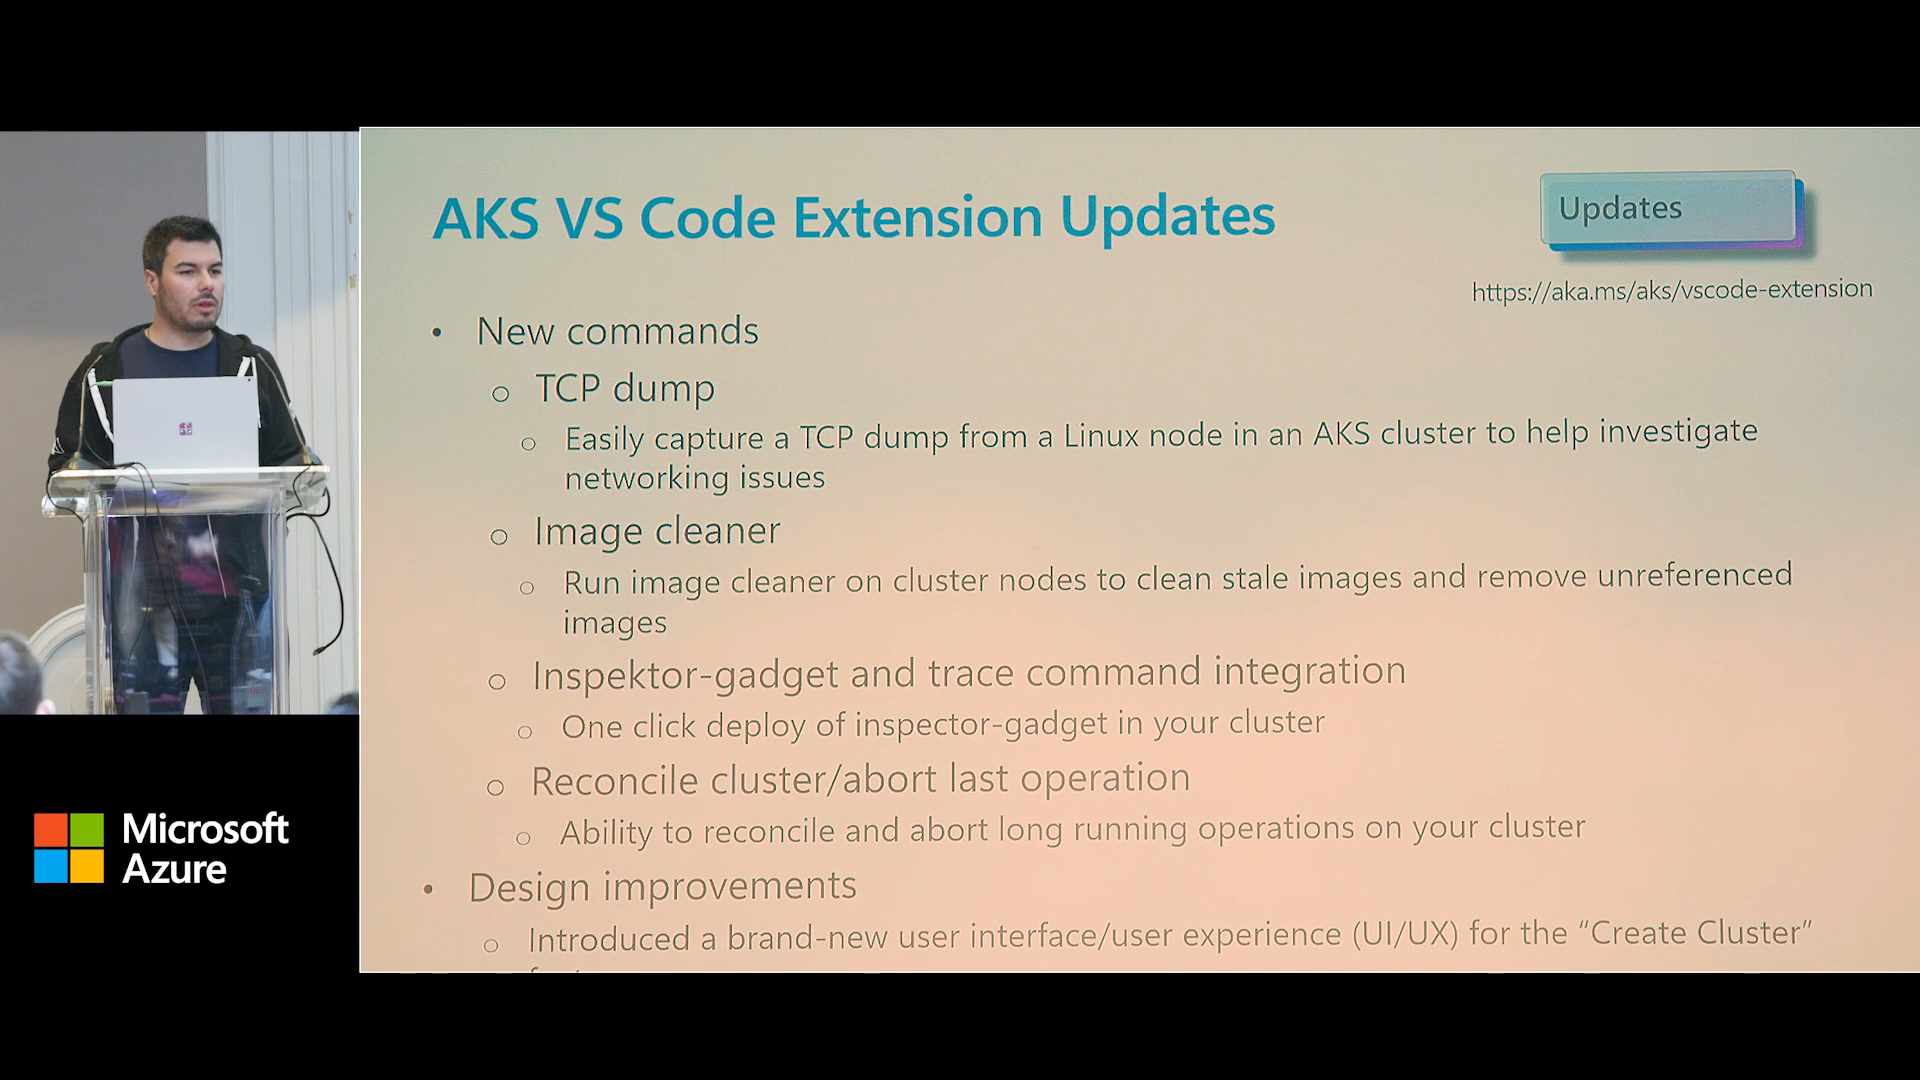 AKS VS Code Extension Updates
Updates
https://aka.ms/aks/vscode-extension
• New commands
o TCP dump
o Easily capture a TCP dump from a Linux node in an AKS cluster to help investigate
networking issues
o Image cleaner
o Run image cleaner on cluster nodes to clean stale images and remove unreferenced
images
o Inspektor-gadget and trace command integration
o One click deploy of inspector-gadget in your cluster
o Reconcile cluster/abort last operation
o Ability to reconcile and abort long running operations on your cluster
• Design improvements
o Introduced a brand-new user interface/user experience (UI/UX) for the “Create Cluster”
Microsoft
Azure